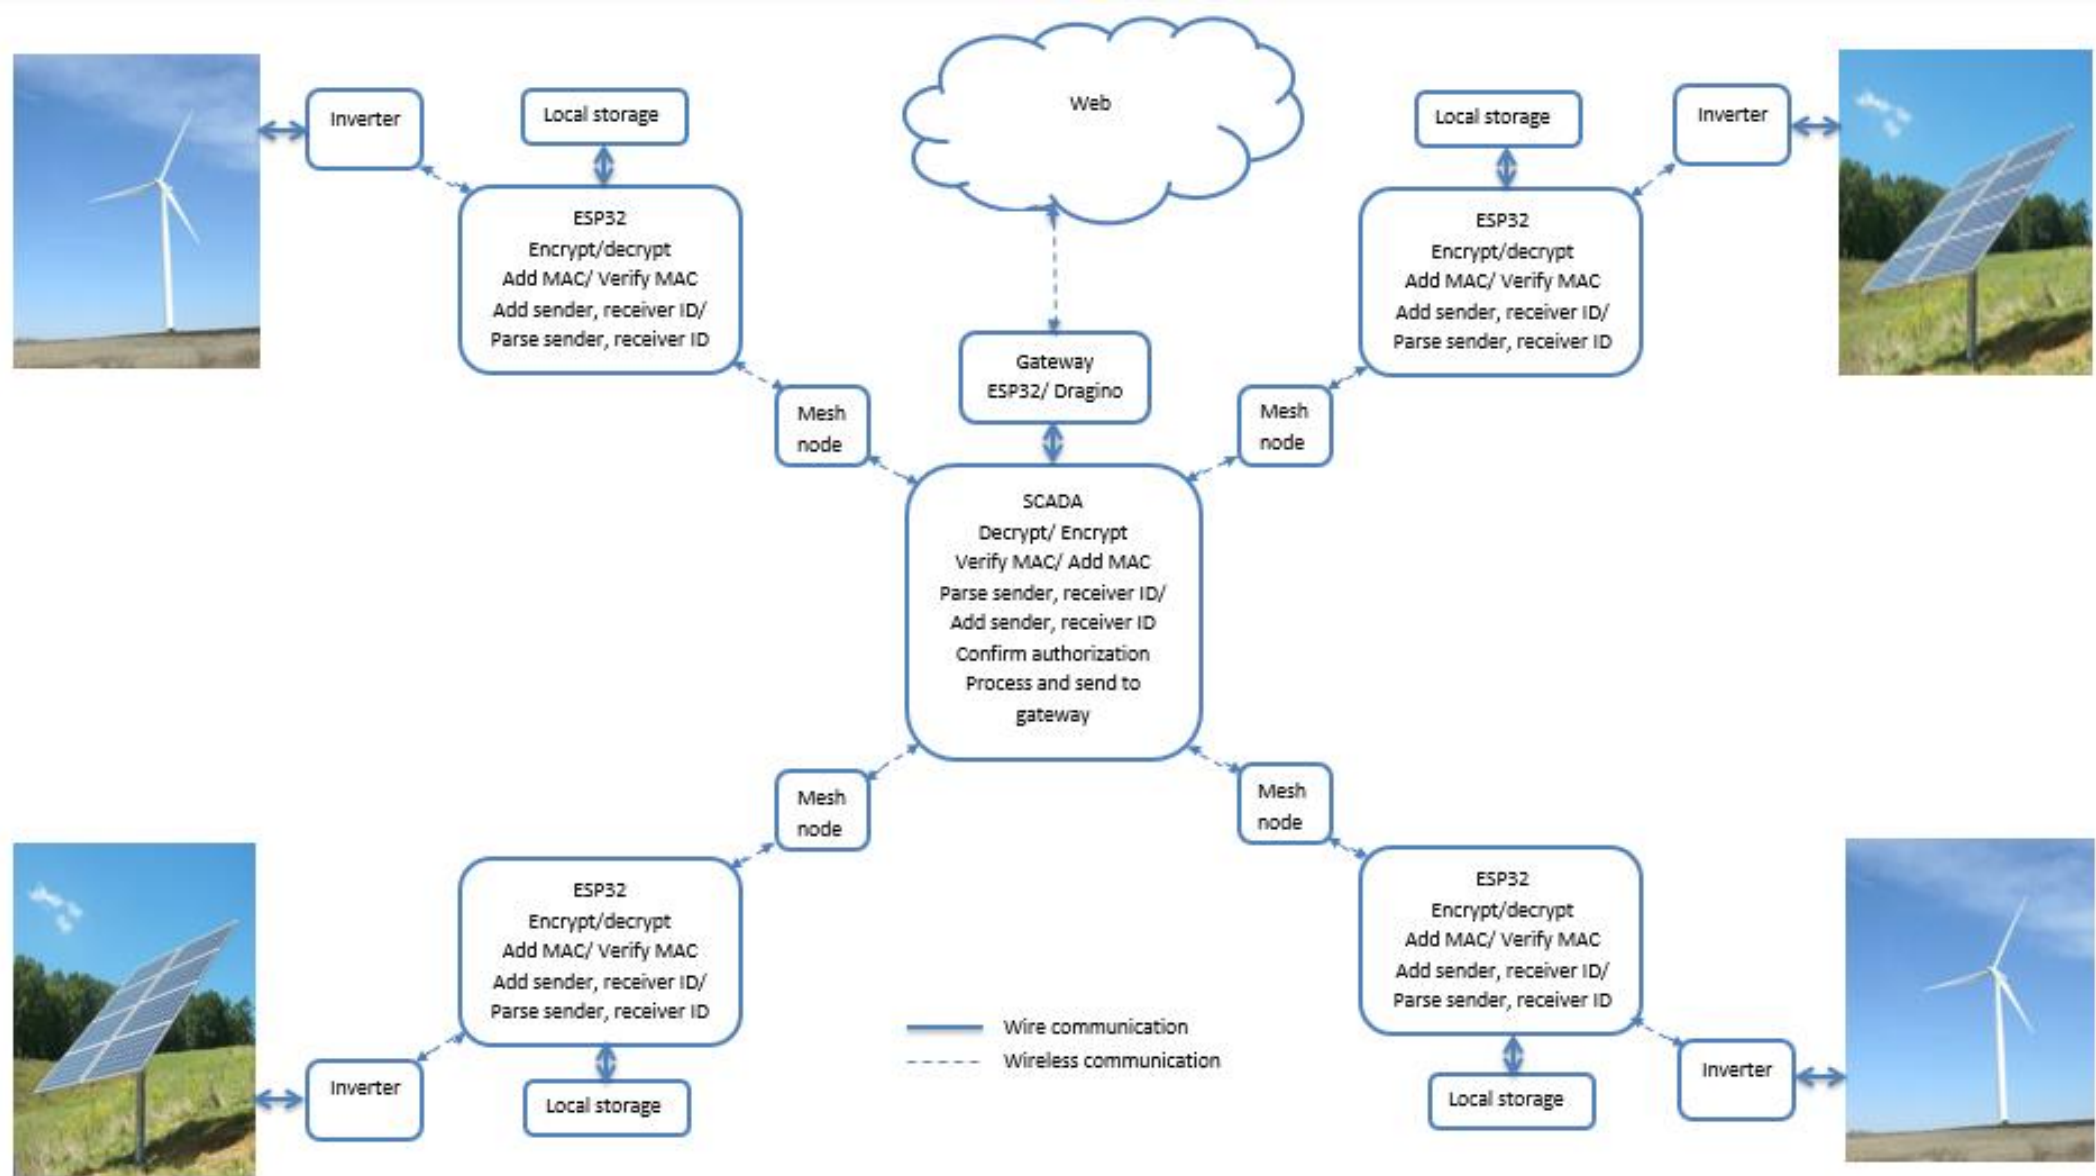 Web
Inverter
Local storage
ESP32
Encrypt/decrypt
Add MAC/ Verify MAC
Add sender, receiver ID/
Parse sender, receiver ID
Local storage
Inverter
ESP32
Encrypt/decrypt
Add MAC/ Verify MAC
Add sender, receiver ID/
Parse sender, receiver ID
Gateway
ESP32/ Dragino
Mesh
node
Mesh
node
SCADA
Decrypt/ Encrypt
Verify MAC/ Add MAC
Parse sender, receiver ID/
Add sender, receiver ID
Confirm authorization
Process and send to
gateway
Mesh
node
Mesh
node
ESP32
Encrypt/decrypt
Add MAC/ Verify MAC
Add sender, receiver ID/
Parse sender, receiver ID
Inverter
Local storage
Wire communication
Wireless communication
ESP32
Encrypt/decrypt
Add MAC/ Verify MAC
Add sender, receiver ID/
Parse sender, receiver ID
Local storage
Inverter